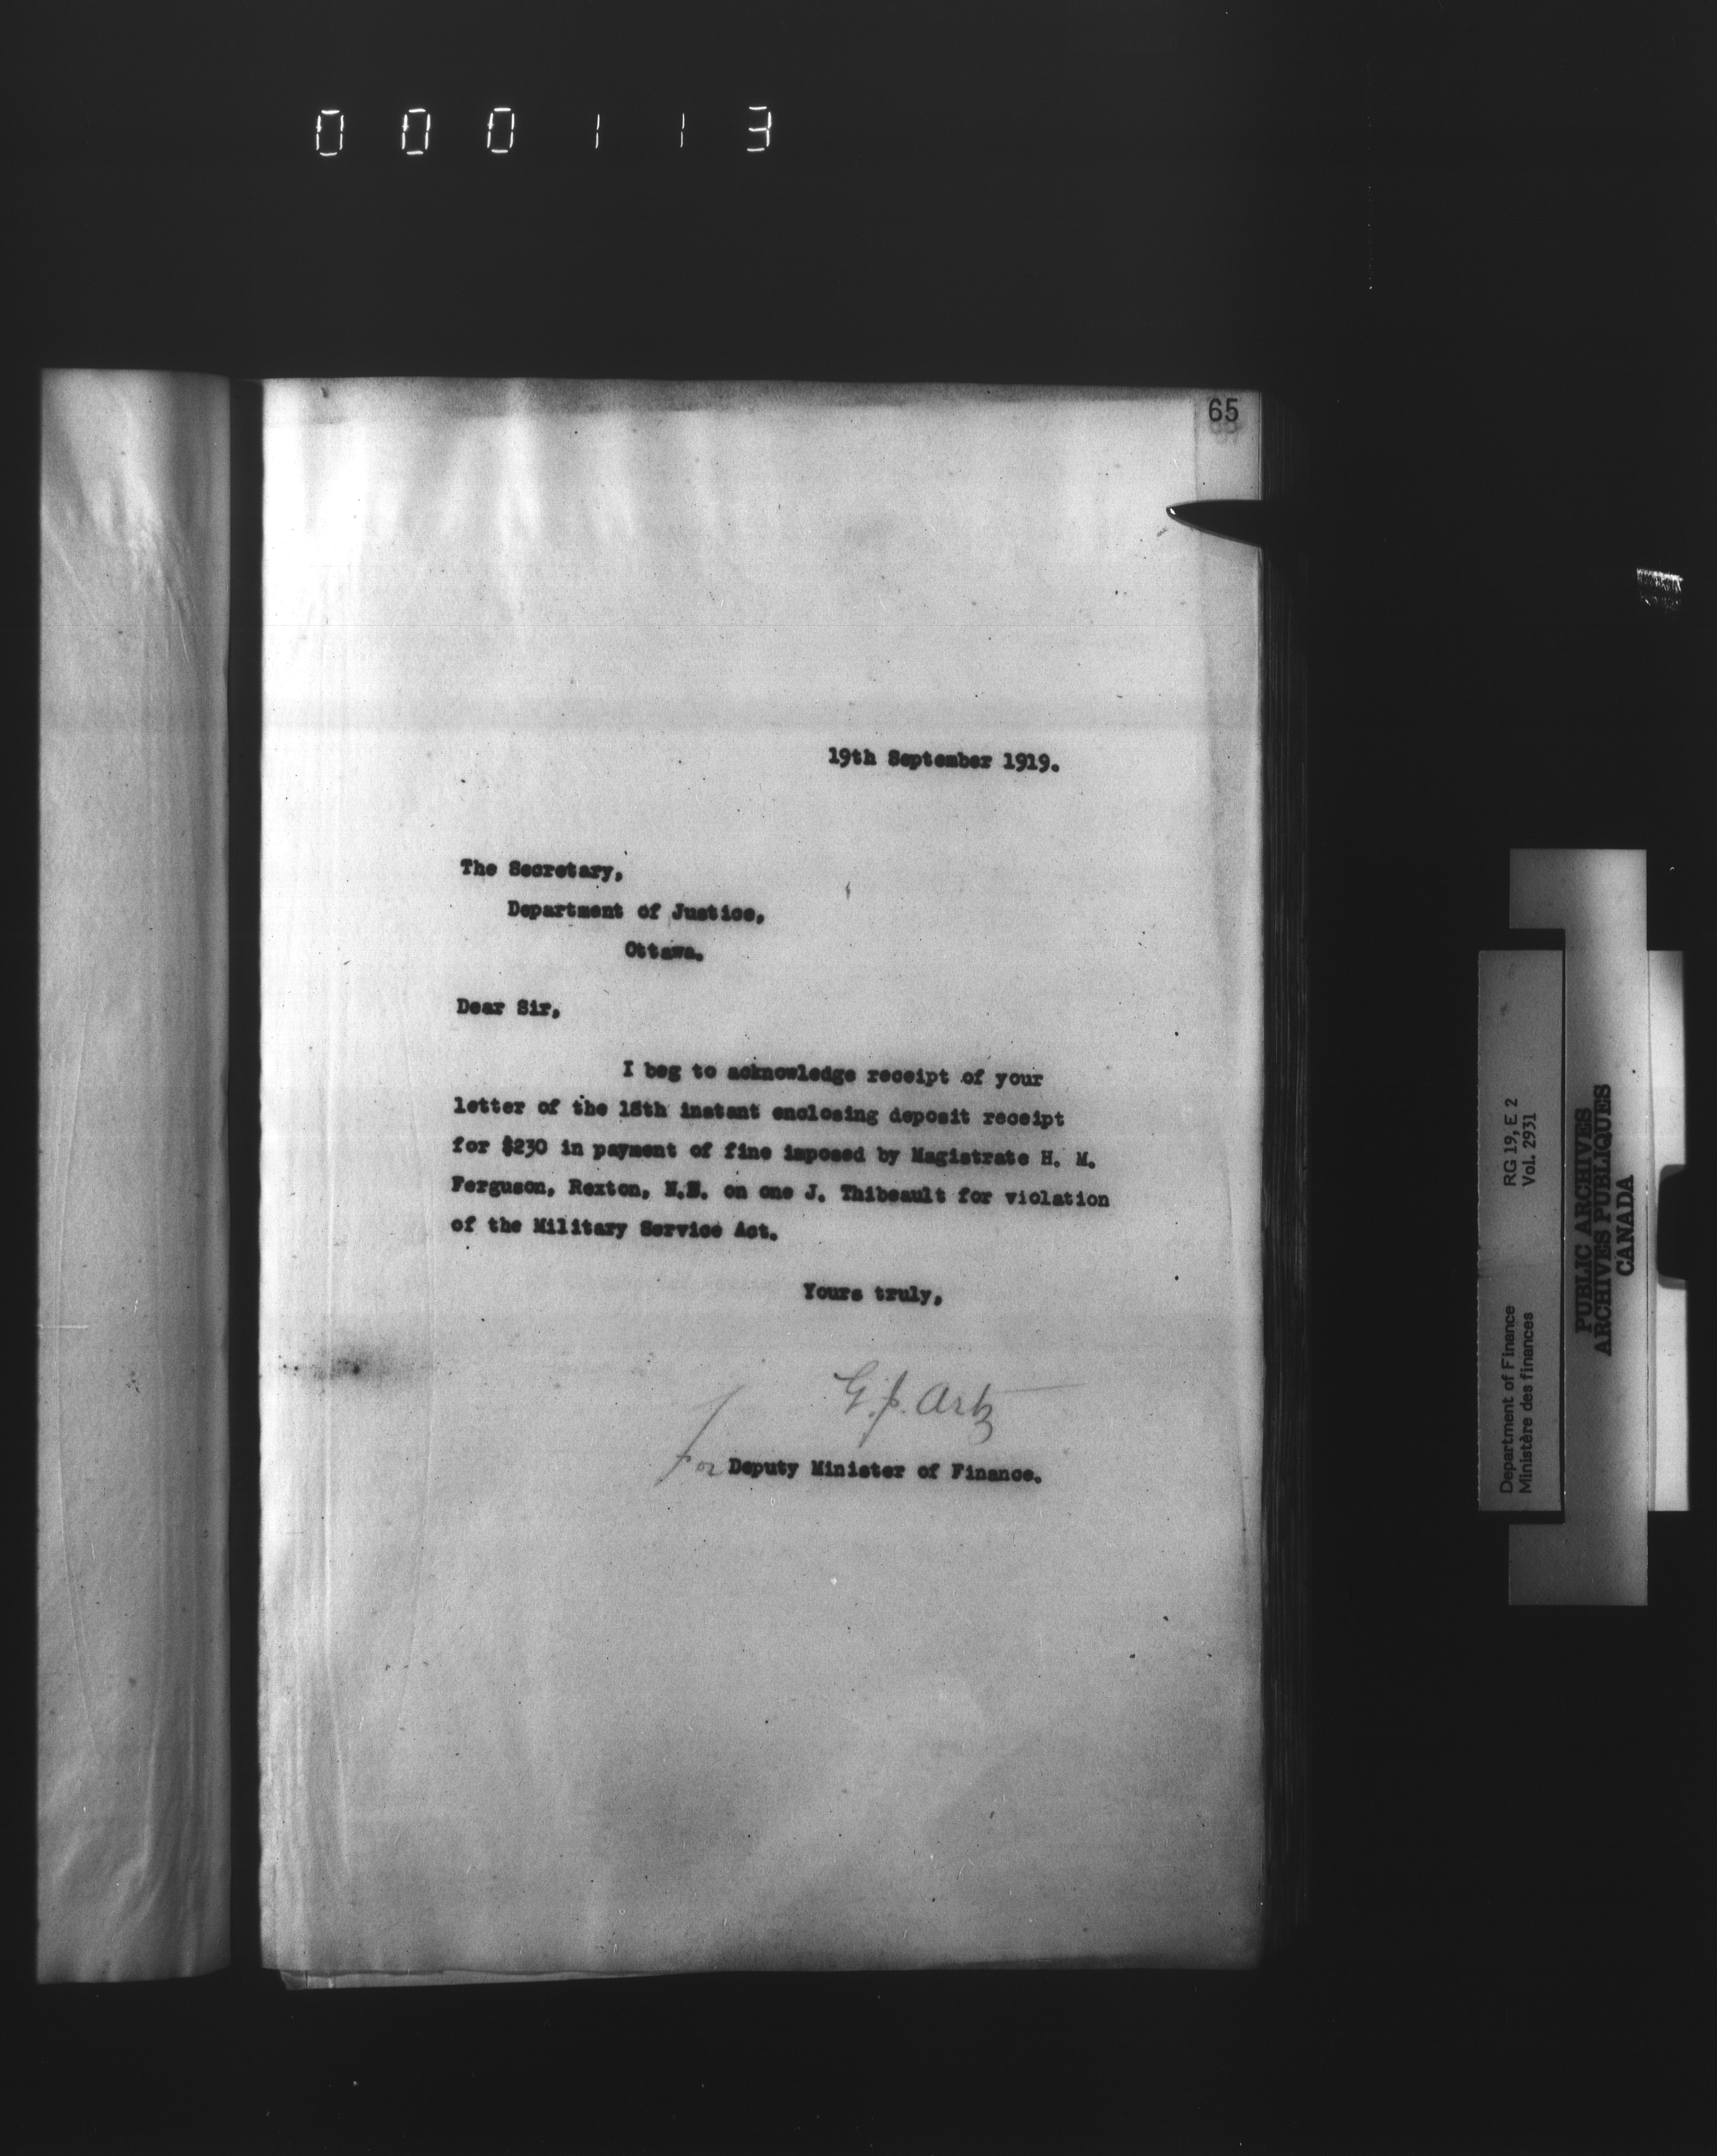 000113
65
19th September 1919.
The Secretary,
Department of Justice,
Ottawa.
Dear Sir,
I beg to acknowledge receipt of your
letter of the 18th instant enclosing deposit receipt
for $230 in payment of fine imposed by Magistrate H. M.
Ferguson, Rexton, N.B. on one J. Thibeault for violation
of the Military Service Act.
Yours truly,
G. p. Artz
For Deputy Minister of Finance.
Department of Finance RG 19, E 2
Ministère des finances Vol. 2931
PUBLIC ARCHIVES
ARCHIVES PUBLIQUES
CANADA